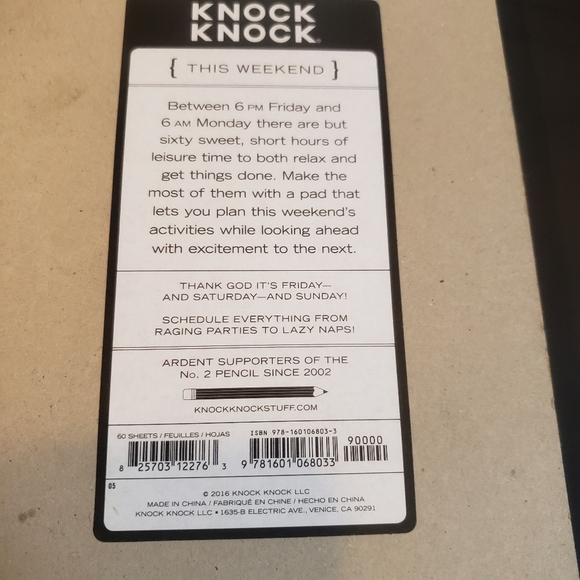 KNOCK
KNOCK®
{ THIS WEEKEND }
Between 6 PM Friday and
6 AM Monday there are but
sixty sweet, short hours of
leisure time to both relax and
get things done. Make the
most of them with a pad that
lets you plan this weekend's
activities while looking ahead
with excitement to the next.
THANK GOD IT'S FRIDAY—
AND SATURDAY—AND SUNDAY!
SCHEDULE EVERYTHING FROM
RAGING PARTIES TO LAZY NAPS!
ARDENT SUPPORTERS OF THE
No. 2 PENCIL SINCE 2002
KNOCKKNOCKSTUFF.COM
60 SHEETS / FEUILLES / HOJAS
8 25703 12276 3
ISBN 978-160106803-3
9 781601 068033
90000
05
© 2016 KNOCK KNOCK LLC
MADE IN CHINA / FABRIQUÉ EN CHINE / HECHO EN CHINA
KNOCK KNOCK LLC • 1635-B ELECTRIC AVE., VENICE, CA 90291